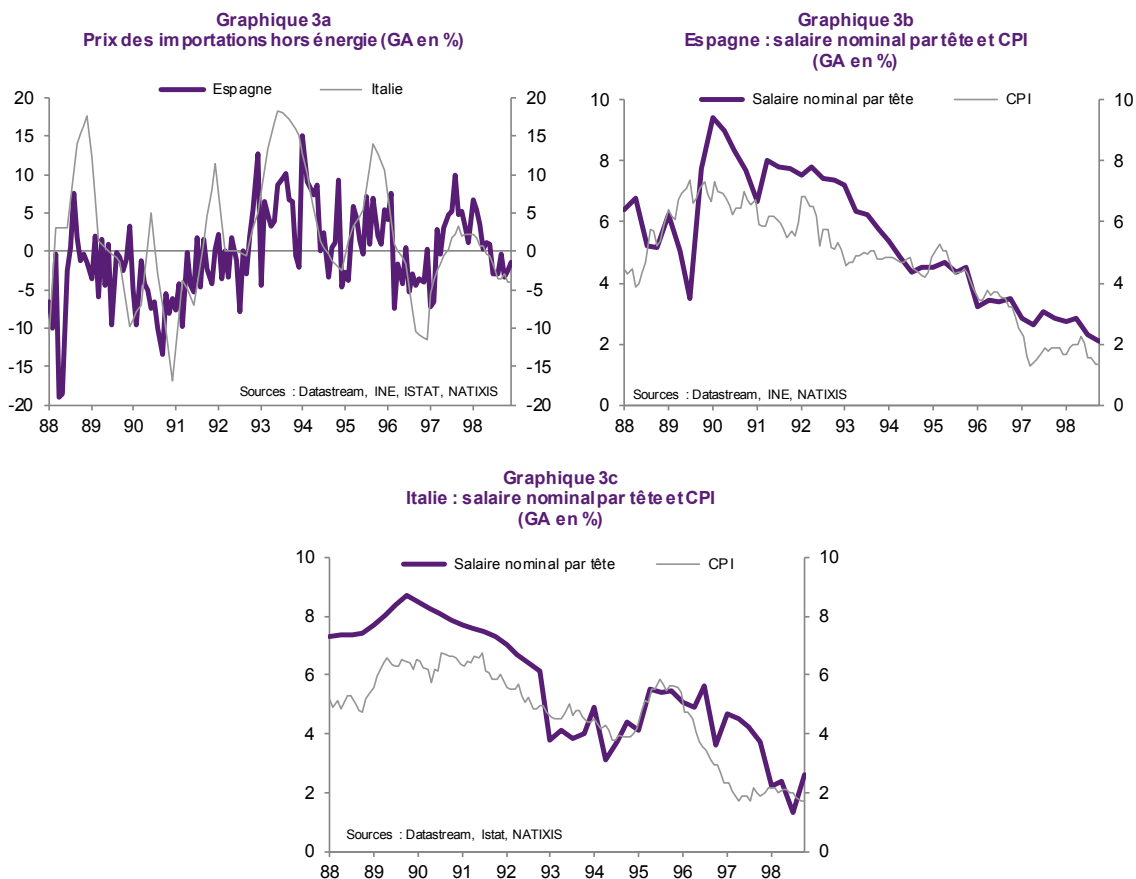 Graphique 3a
Prix des importations hors énergie (GA en %)
Espagne
Italie
20
15
10
5
0
-5
-10
-15
-20
20
15
10
5
0
-5
-10
-15
-20
Sources : Datastream, INE, ISTAT, NATIXIS
88 89 90 91 92 93 94 95 96 97 98
Graphique 3b
Espagne : salaire nominal par tête et CPI
(GA en %)
Salaire nominal par tête
CPI
10
8
6
4
2
0
10
8
6
4
2
0
Sources : Datastream, INE, NATIXIS
88 89 90 91 92 93 94 95 96 97 98
Graphique 3c
Italie : salaire nominal par tête et CPI
(GA en %)
Salaire nominal par tête
CPI
10
8
6
4
2
0
10
8
6
4
2
0
Sources : Datastream, Istat, NATIXIS
88 89 90 91 92 93 94 95 96 97 98